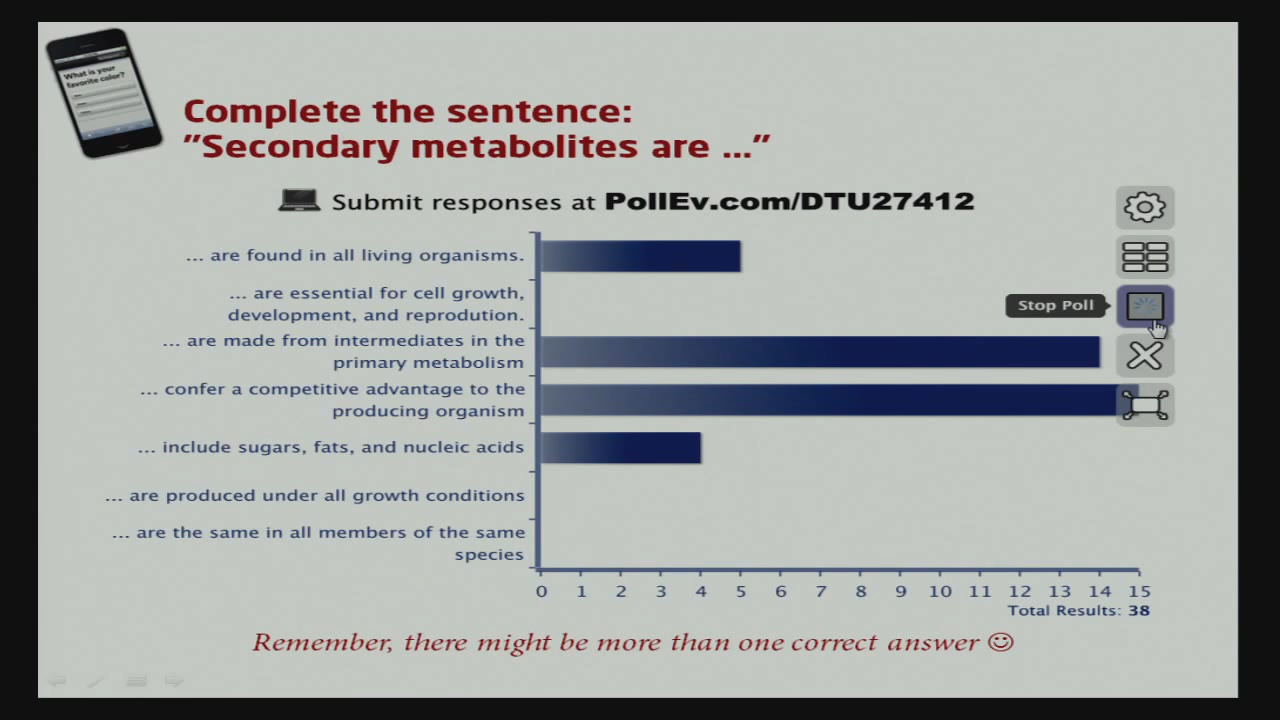 What is your
favorite color?
Complete the sentence:
”Secondary metabolites are ...”
Submit responses at PollEv.com/DTU27412
... are found in all living organisms.
... are essential for cell growth,
development, and reprodution.
Stop Poll
... are made from intermediates in the
primary metabolism
... confer a competitive advantage to the
producing organism
... include sugars, fats, and nucleic acids
... are produced under all growth conditions
... are the same in all members of the same
species
0 1 2 3 4 5 6 7 8 9 10 11 12 13 14 15
Total Results: 38
Remember, there might be more than one correct answer ☺